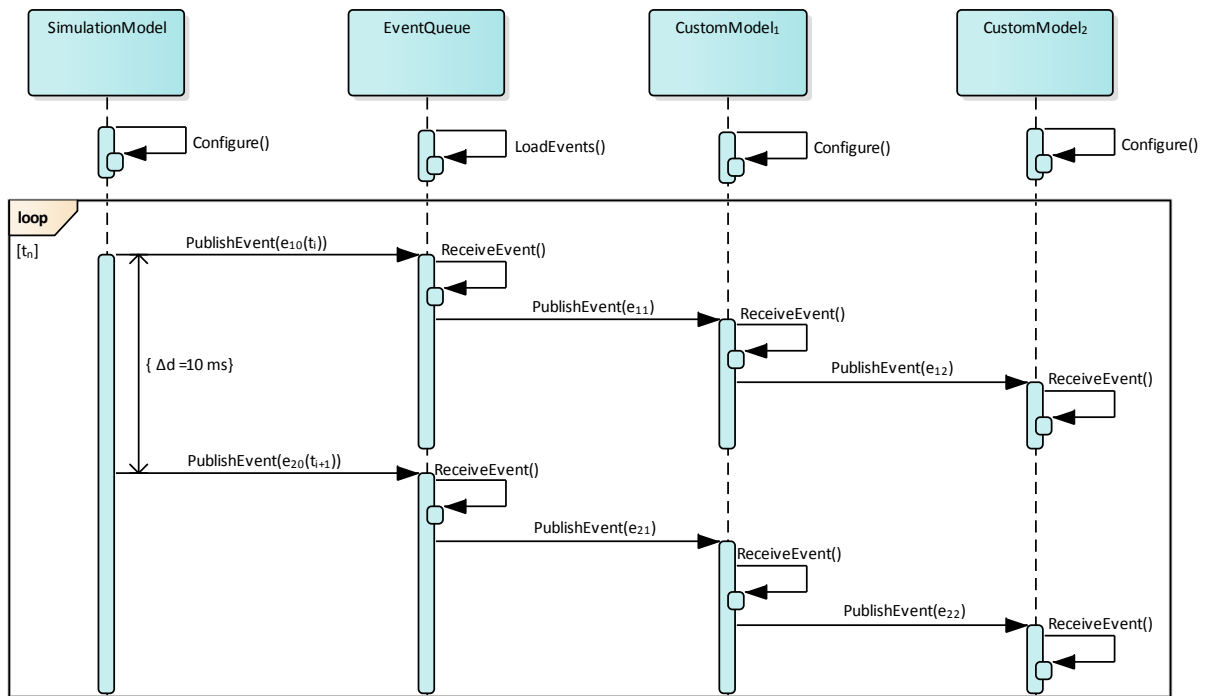 SimulationModel
EventQueue
CustomModel₁
CustomModel₂
Configure()
LoadEvents()
Configure()
Configure()
loop
[tₙ]
PublishEvent(e₁₀(tᵢ))
ReceiveEvent()
PublishEvent(e₁₁)
ReceiveEvent()
{ Δd =10 ms}
PublishEvent(e₁₂)
ReceiveEvent()
PublishEvent(e₂₀(tᵢ₊₁))
ReceiveEvent()
PublishEvent(e₂₁)
ReceiveEvent()
PublishEvent(e₂₂)
ReceiveEvent()